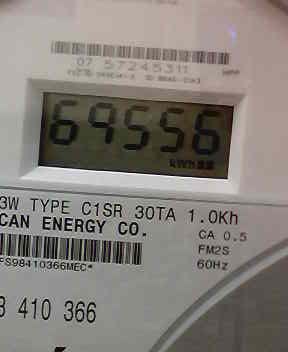 07 57245311
69556
kWh
3W TYPE C1SR 30TA 1.0Kh
CAN ENERGY CO.
CA 0.5
FM2S
FS98410366MEC*
60Hz
8 410 366